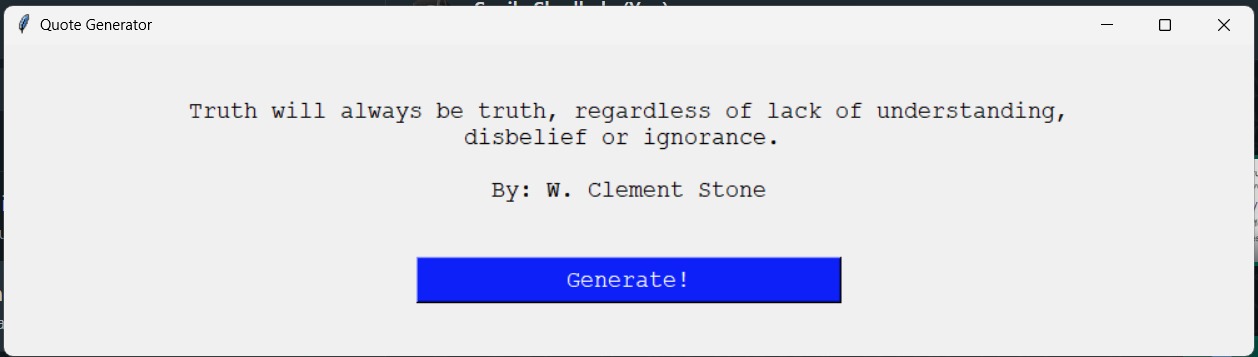 Quote Generator
Truth will always be truth, regardless of lack of understanding,
disbelief or ignorance.
By: W. Clement Stone
Generate!